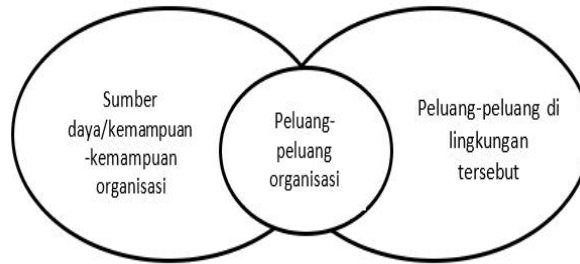 Sumber
daya/kemampuan
-kemampuan
organisasi
Peluang-
peluang
organisasi
Peluang-peluang di
lingkungan
tersebut